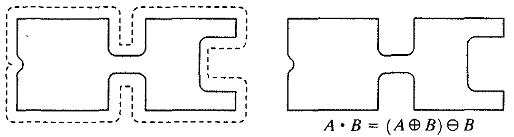 A • B = (A ⊕ B) ⊖ B